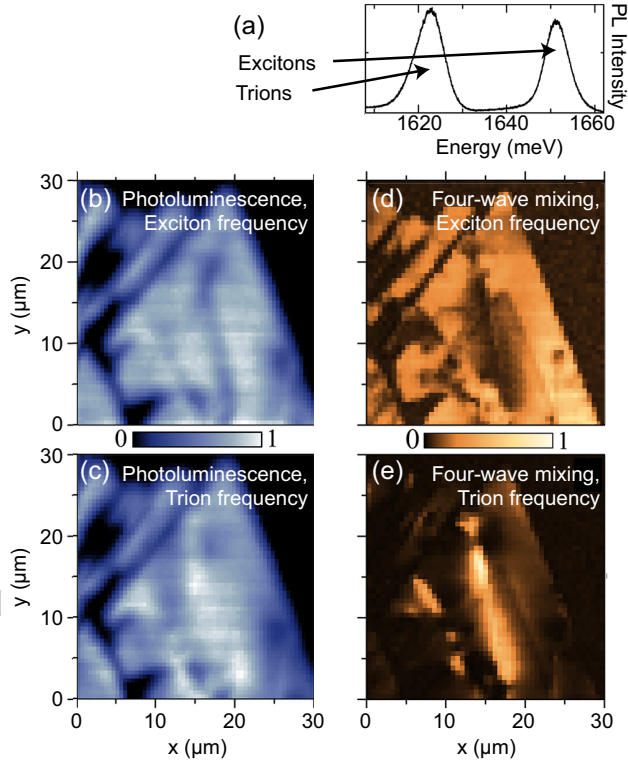 (a)
Excitons
Trions
PL Intensity
1620 1640 1660
Energy (meV)
(b) Photoluminescence,
Exciton frequency
(d) Four-wave mixing,
Exciton frequency
30
20
10
0
y (µm)
0 1
0 1
(c) Photoluminescence,
Trion frequency
(e) Four-wave mixing,
Trion frequency
30
20
10
0
y (µm)
0 10 20 30
0 10 20 30
x (µm)
x (µm)